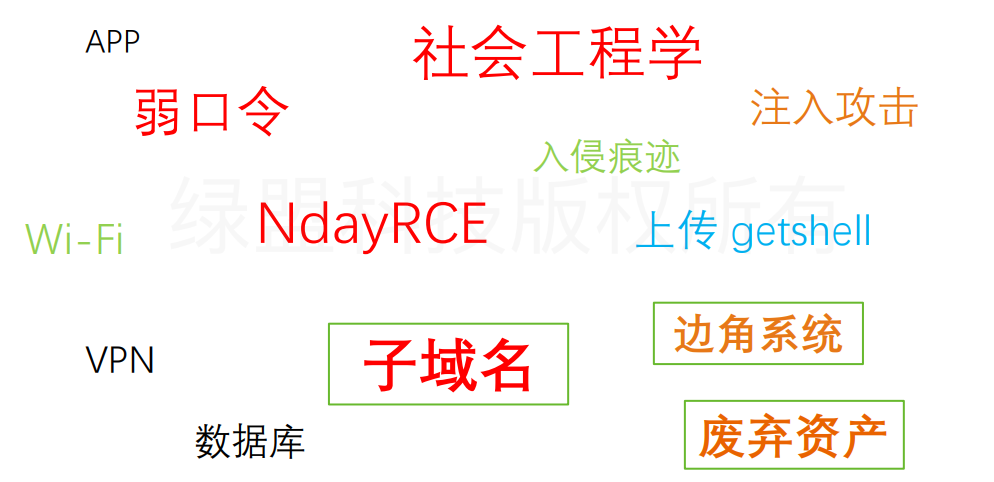 APP
社会工程学
弱口令
注入攻击
入侵痕迹
绿盟科技版权所有
NdayRCE
上传 getshell
Wi-Fi
边角系统
子域名
VPN
废弃资产
数据库